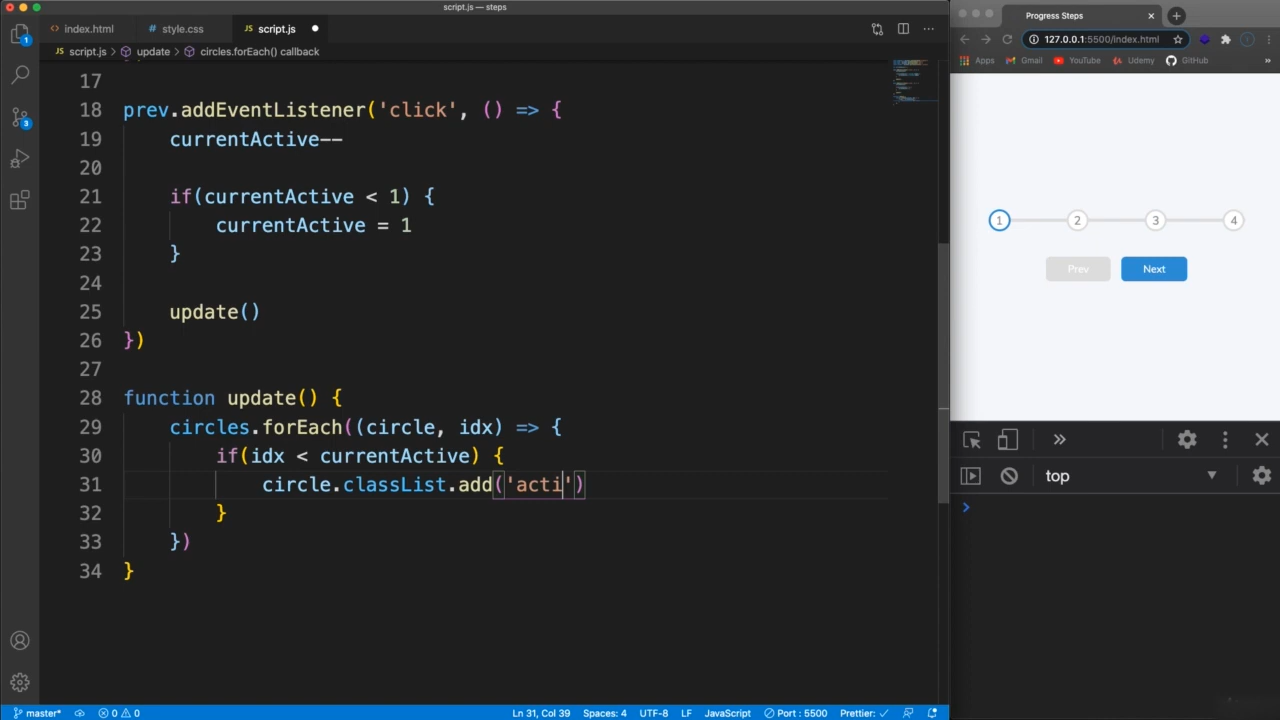 script.js — steps
index.html
style.css
script.js
script.js > update > circles.forEach() callback
17
18 prev.addEventListener('click', () => {
19 currentActive--
20
21 if(currentActive < 1) {
22 currentActive = 1
23 }
24
25 update()
26 })
27
28 function update() {
29 circles.forEach((circle, idx) => {
30 if(idx < currentActive) {
31 circle.classList.add('acti')
32 }
33 })
34 }
1
3
master*
0 0
Ln 31, Col 39
Spaces: 4
UTF-8
LF
JavaScript
Port : 5500
Prettier: ✓
Progress Steps
127.0.0.1:5500/index.html
Apps
Gmail
YouTube
Udemy
GitHub
»
1 2 3 4
Prev
Next
»
top
>